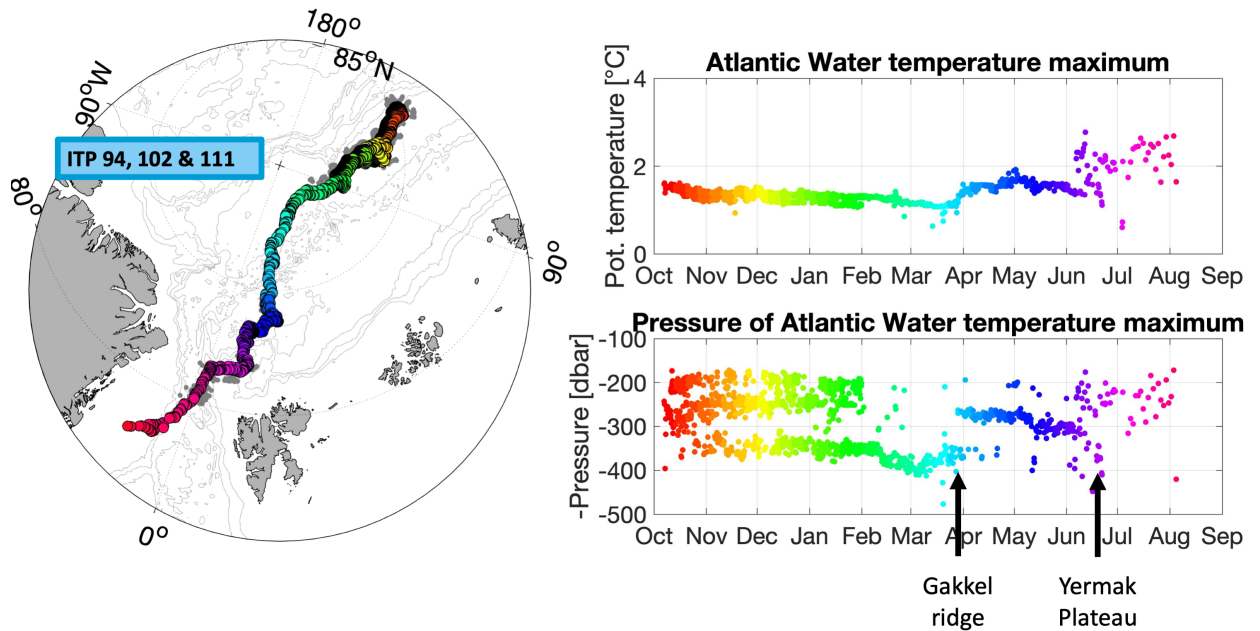 180°
85°N
90°W
ITP 94, 102 & 111
80°
90°
0°
Atlantic Water temperature maximum
Pot. temperature [°C]
4
2
0
Oct Nov Dec Jan Feb Mar Apr May Jun Jul Aug Sep
Pressure of Atlantic Water temperature maximum
-Pressure [dbar]
-100
-200
-300
-400
-500
Oct Nov Dec Jan Feb Mar Apr May Jun Jul Aug Sep
Gakkel
ridge
Yermak
Plateau